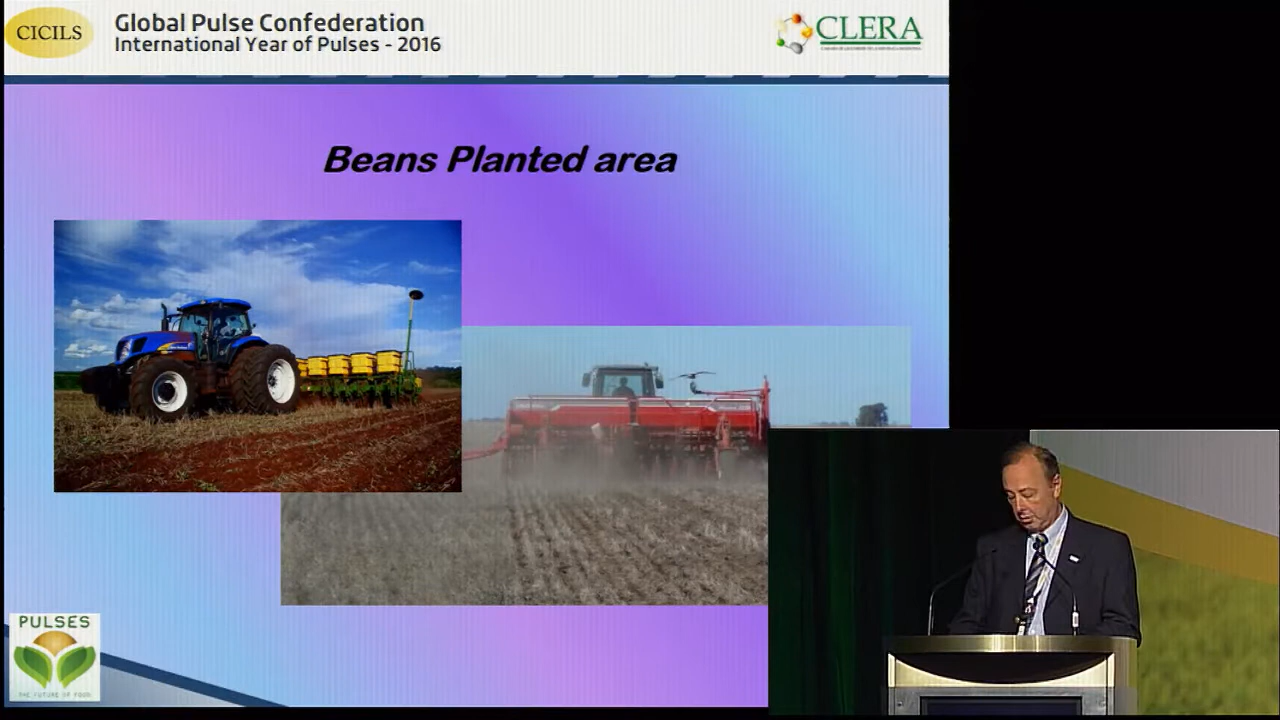 CICILS
Global Pulse Confederation
International Year of Pulses - 2016
CLERA
Beans Planted area
PULSES
THE FUTURE OF FOOD